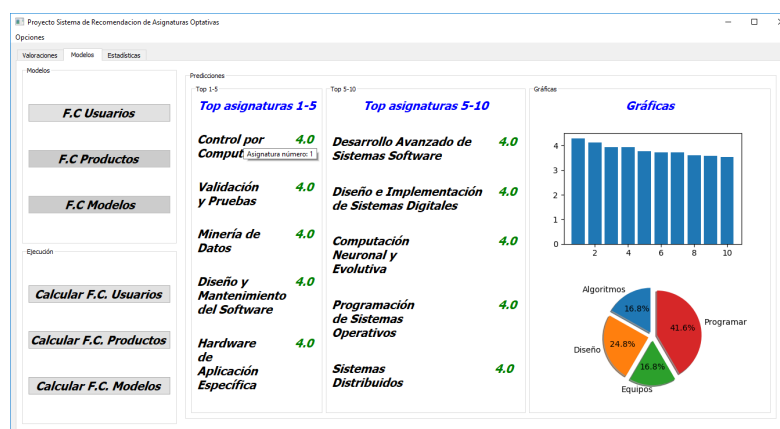 Proyecto Sistema de Recomendacion de Asignaturas Optativas
Opciones
Valoraciones
Modelos
Estadísticas
Modelos
F.C Usuarios
F.C Productos
F.C Modelos
Ejecución
Calcular F.C. Usuarios
Calcular F.C. Productos
Calcular F.C. Modelos
Predicciones
Top 1-5
Top asignaturas 1-5
Control por 4.0
Comput
Asignatura número: 1
Validación 4.0
y Pruebas
Minería de 4.0
Datos
Diseño y 4.0
Mantenimiento
del Software
Hardware 4.0
de
Aplicación
Específica
Top 5-10
Top asignaturas 5-10
Desarrollo Avanzado de 4.0
Sistemas Software
Diseño e Implementación 4.0
de Sistemas Digitales
Computación 4.0
Neuronal y
Evolutiva
Programación 4.0
de Sistemas
Operativos
Sistemas 4.0
Distribuidos
Gráficas
Gráficas
4
3
2
1
0
2 4 6 8 10
Algoritmos
16.8%
41.6%
Programar
Diseño
24.8%
16.8%
Equipos